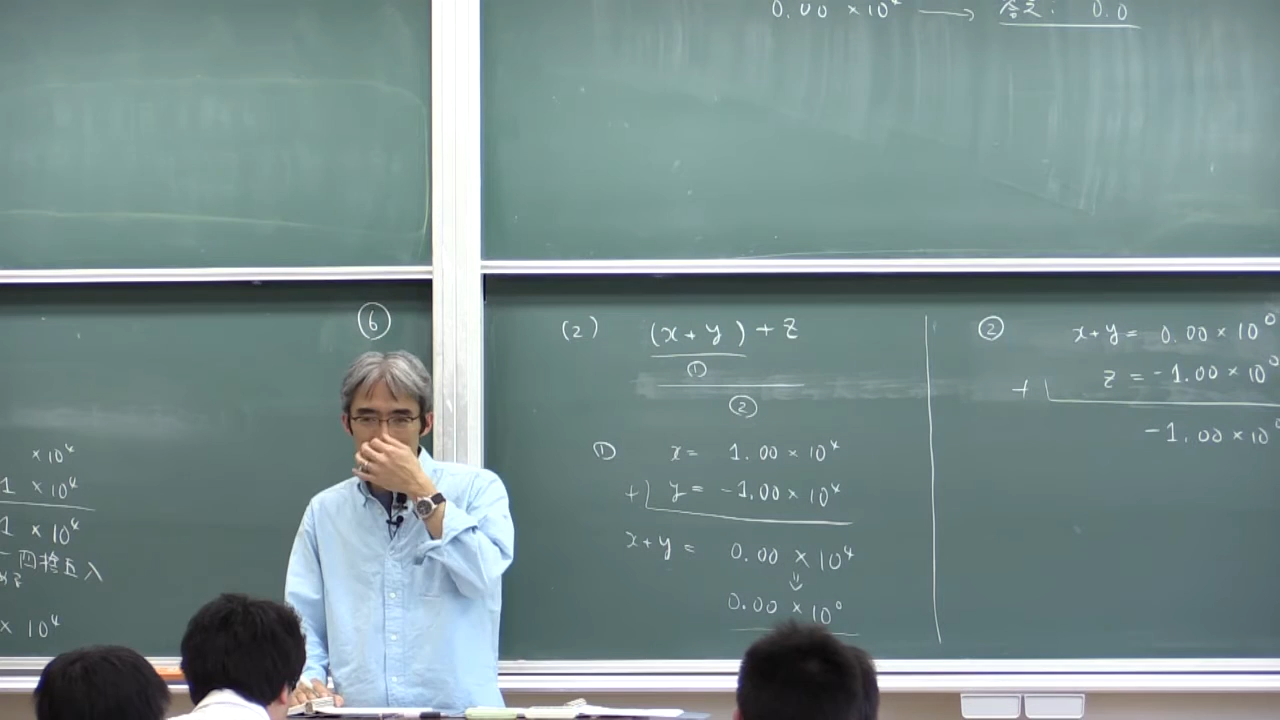 0.00 × 10⁴ → 答え: 0.0
× 10⁴
1 × 10⁴
1 × 10⁴
四捨五入
× 10⁴
⑥
(2) (x+y)+z
①
②
① x = 1.00 × 10⁴
+ y = -1.00 × 10⁴
x+y = 0.00 × 10⁴
⇓
0.00 × 10⁰
② x+y = 0.00 × 10⁰
+ z = -1.00 × 10⁰
-1.00 × 10⁰